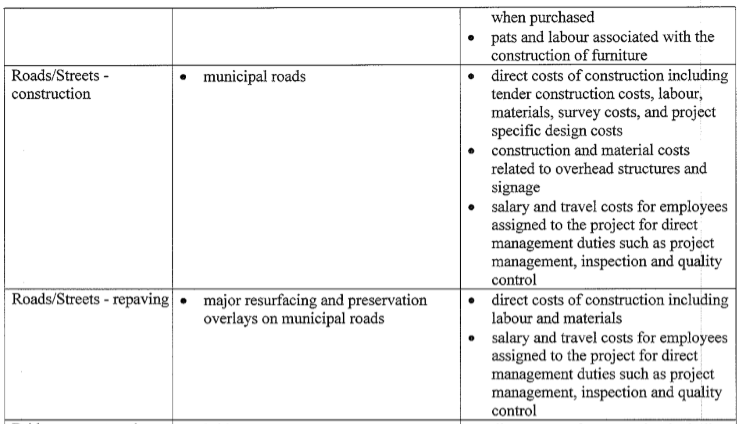 when purchased
• pats and labour associated with the
construction of furniture
Roads/Streets -
construction
• municipal roads
• direct costs of construction including
tender construction costs, labour,
materials, survey costs, and project
specific design costs
• construction and material costs
related to overhead structures and
signage
• salary and travel costs for employees
assigned to the project for direct
management duties such as project
management, inspection and quality
control
Roads/Streets - repaving
• major resurfacing and preservation
overlays on municipal roads
• direct costs of construction including
labour and materials
• salary and travel costs for employees
assigned to the project for direct
management duties such as project
management, inspection and quality
control